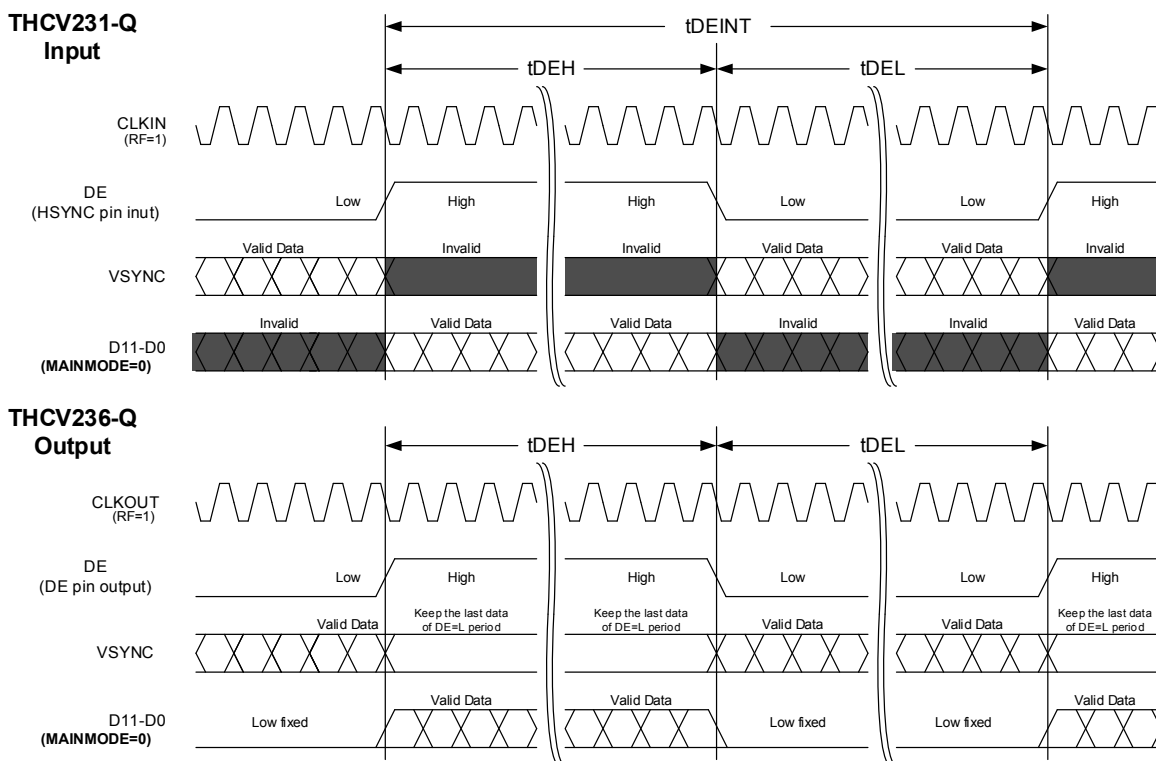 THCV231-Q
Input
tDEINT
tDEH
tDEL
CLKIN
(RF=1)
DE
(HSYNC pin inut)
Low
High
High
Low
Low
High
Valid Data
Invalid
Invalid
Valid Data
Valid Data
Invalid
VSYNC
Invalid
Valid Data
Valid Data
Invalid
Invalid
Valid Data
D11-D0
(MAINMODE=0)
THCV236-Q
Output
tDEH
tDEL
CLKOUT
(RF=1)
DE
(DE pin output)
Low
High
High
Low
Low
High
Valid Data
Keep the last data
of DE=L period
Keep the last data
of DE=L period
Valid Data
Valid Data
Keep the last data
of DE=L period
VSYNC
D11-D0
(MAINMODE=0)
Low fixed
Valid Data
Valid Data
Low fixed
Low fixed
Valid Data